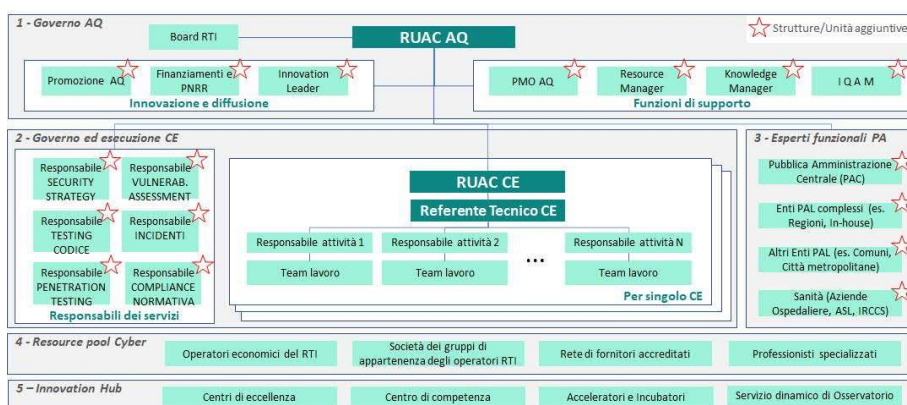 1 - Governo AQ
Board RTI
RUAC AQ
Strutture/Unità aggiuntive
Promozione AQ
Finanziamenti e
PNRR
Innovation
Leader
Innovazione e diffusione
PMO AQ
Resource
Manager
Knowledge
Manager
I Q A M
Funzioni di supporto
2 - Governo ed esecuzione CE
Responsabile
SECURITY
STRATEGY
Responsabile
VULNERAB.
ASSESSMENT
Responsabile
TESTING
CODICE
Responsabile
INCIDENTI
Responsabile
PENETRATION
TESTING
Responsabile
COMPLIANCE
NORMATIVA
Responsabili dei servizi
RUAC CE
Referente Tecnico CE
Responsabile attività 1
Responsabile attività 2
Responsabile attività N
Team lavoro
Team lavoro
...
Team lavoro
Per singolo CE
3 - Esperti funzionali PA
Pubblica Amministrazione
Centrale (PAC)
Enti PAL complessi (es.
Regioni, In-house)
Altri Enti PAL (es. Comuni,
Città metropolitane)
Sanità (Aziende
Ospedaliere, ASL, IRCCS)
4 - Resource pool Cyber
Operatori economici del RTI
Società dei gruppi di
appartenenza degli operatori RTI
Rete di fornitori accreditati
Professionisti specializzati
5 – Innovation Hub
Centri di eccellenza
Centro di competenza
Acceleratori e Incubatori
Servizio dinamico di Osservatorio